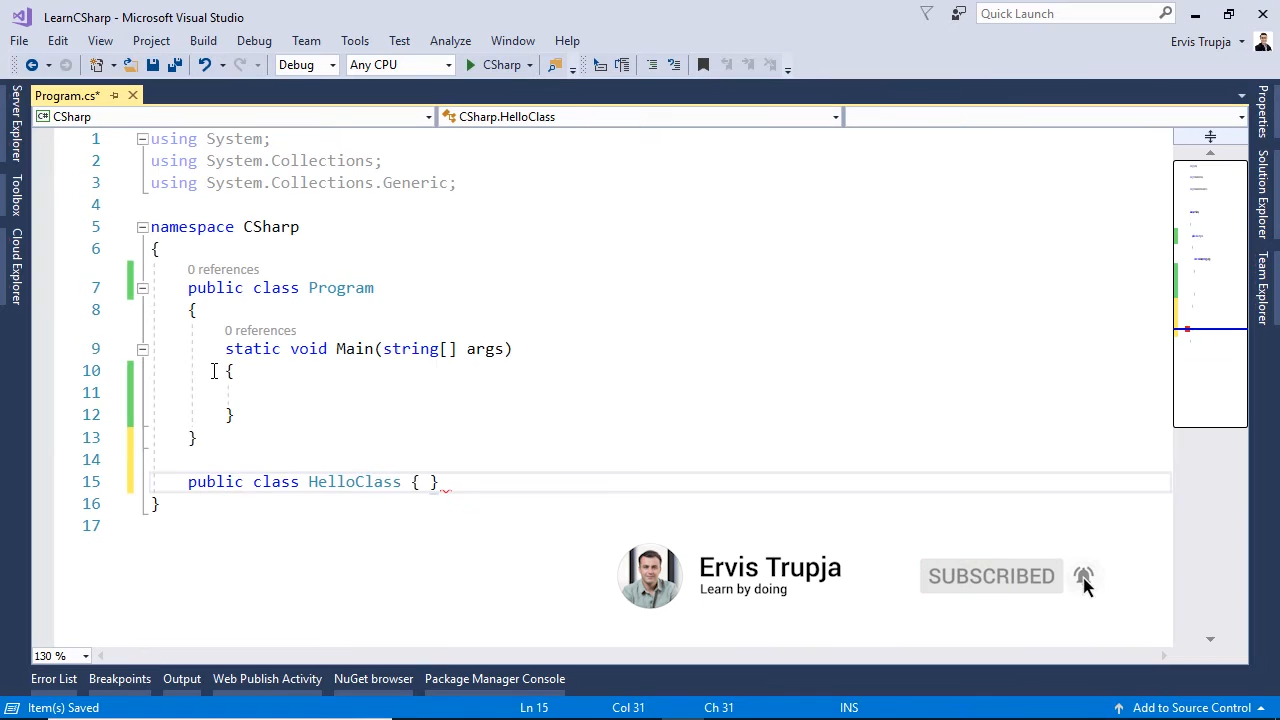 LearnCSharp - Microsoft Visual Studio
Quick Launch
File Edit View Project Build Debug Team Tools Test Analyze Window Help
Ervis Trupja
Debug Any CPU CSharp
Program.cs*
CSharp CSharp.HelloClass
Server Explorer
Toolbox
Cloud Explorer
Properties
Solution Explorer
Team Explorer
1 using System;
2 using System.Collections;
3 using System.Collections.Generic;
4
5 namespace CSharp
6 {
0 references
7 public class Program
8 {
0 references
9 static void Main(string[] args)
10 {
11
12 }
13 }
14
15 public class HelloClass { }
16 }
17
Ervis Trupja
Learn by doing
SUBSCRIBED
130 %
Error List Breakpoints Output Web Publish Activity NuGet browser Package Manager Console
Item(s) Saved Ln 15 Col 31 Ch 31 INS Add to Source Control